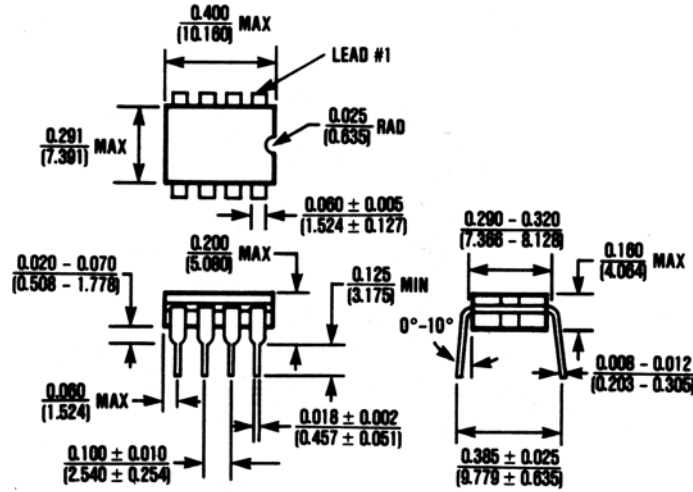 0.400
(10.160) MAX
LEAD #1
0.025
(0.635) RAD
0.291
(7.391) MAX
0.060 ± 0.005
(1.524 ± 0.127)
0.290 - 0.320
(7.366 - 8.128)
0.200
(5.080) MAX
0.160
(4.064) MAX
0.020 - 0.070
(0.508 - 1.778)
0.125
(3.175) MIN
0°-10°
0.008 - 0.012
(0.203 - 0.305)
0.060
(1.524) MAX
0.018 ± 0.002
(0.457 ± 0.051)
0.100 ± 0.010
(2.540 ± 0.254)
0.385 ± 0.025
(9.779 ± 0.635)